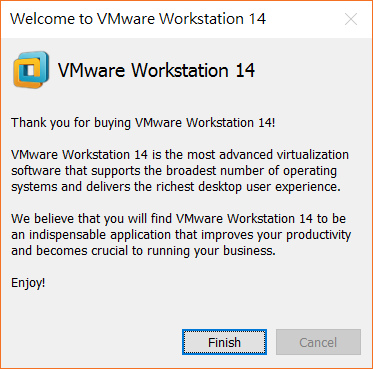 Welcome to VMware Workstation 14
VMware Workstation 14
Thank you for buying VMware Workstation 14!
VMware Workstation 14 is the most advanced virtualization
software that supports the broadest number of operating
systems and delivers the richest desktop user experience.
We believe that you will find VMware Workstation 14 to be
an indispensable application that improves your productivity
and becomes crucial to running your business.
Enjoy!
Finish
Cancel